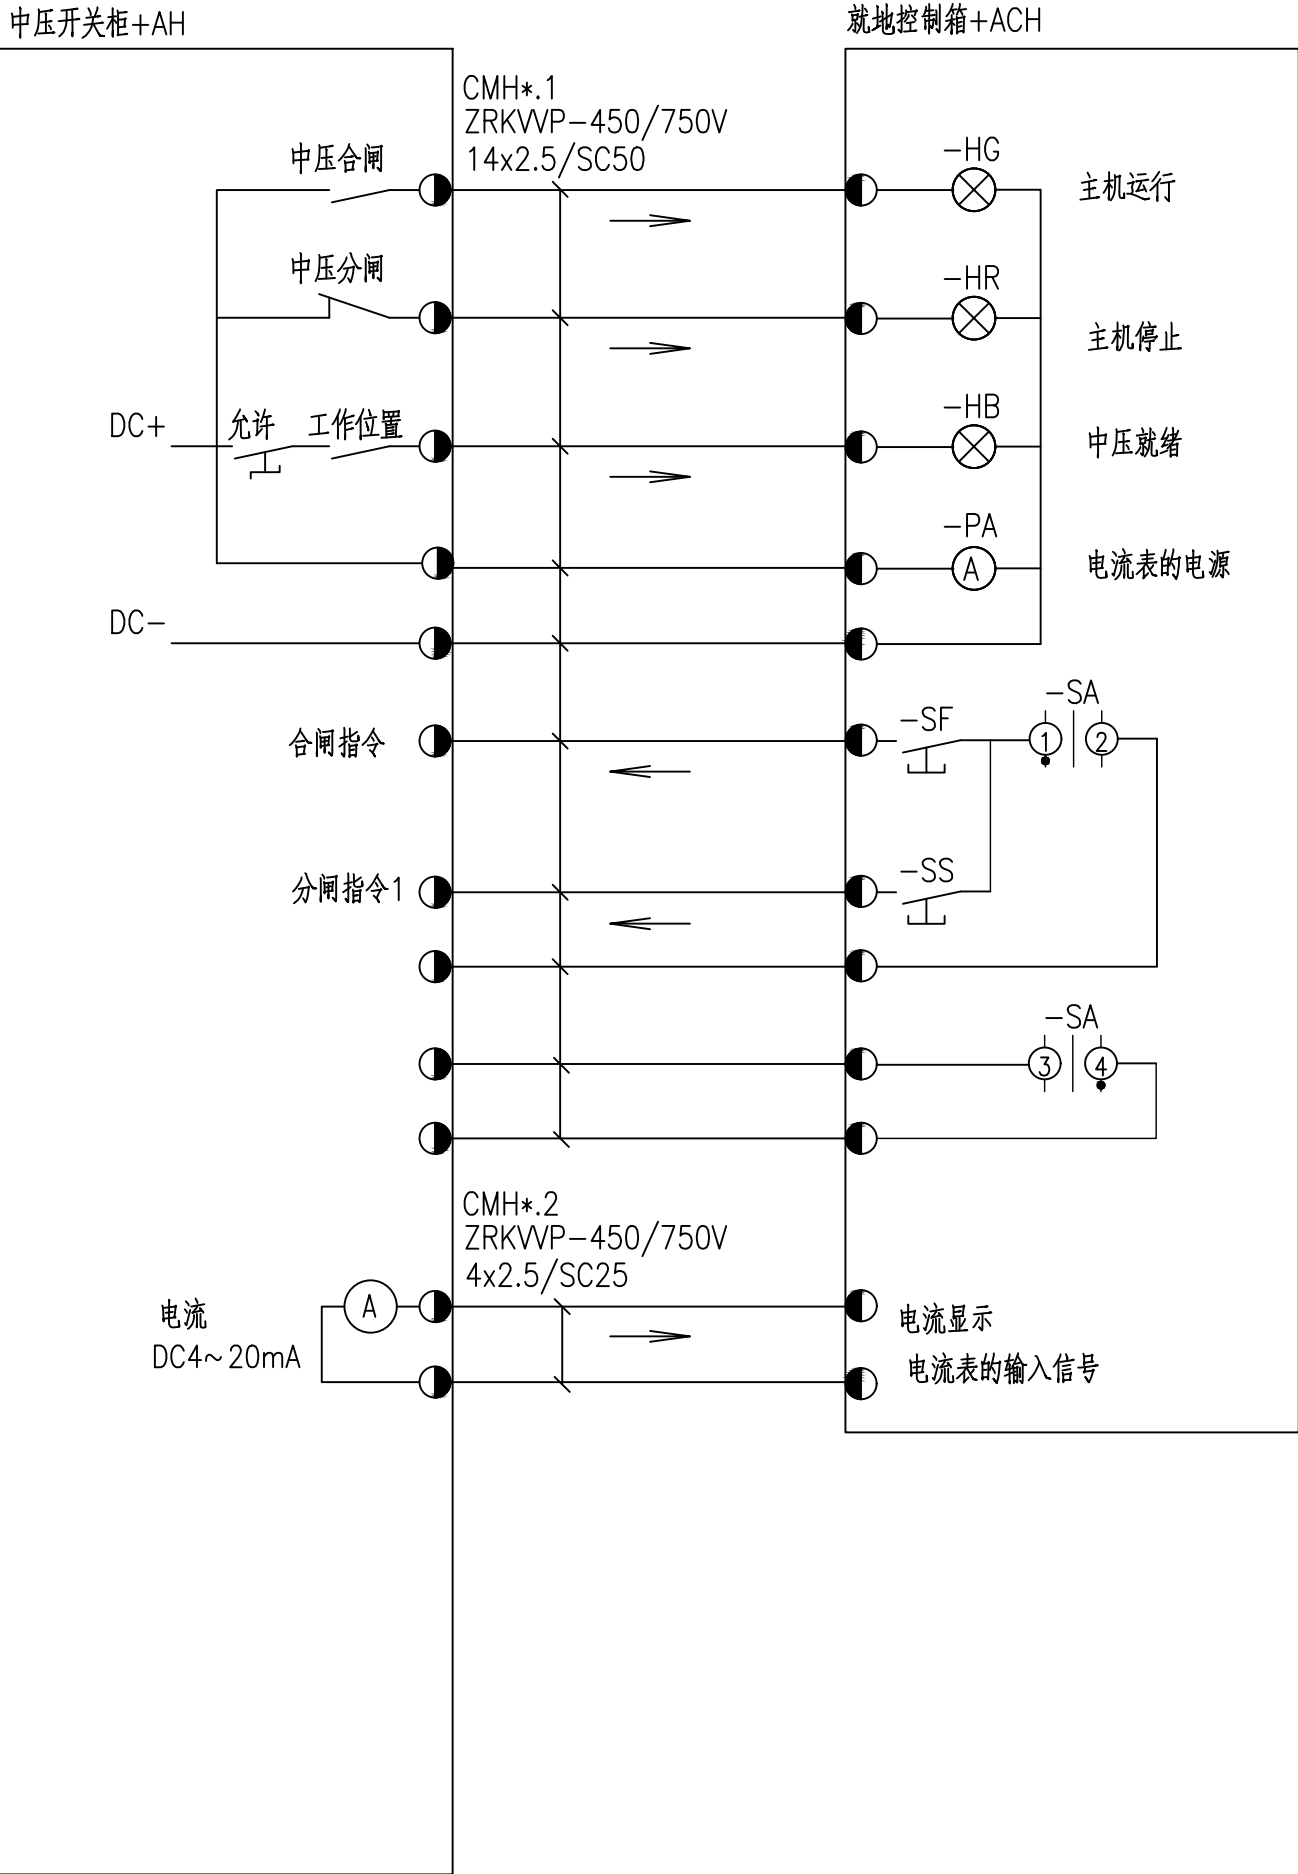 中压开关柜+AH
就地控制箱+ACH
CMH*.1
ZRKVVP-450/750V
14x2.5/SC50
中压合闸
-HG
主机运行
中压分闸
-HR
主机停止
DC+
允许
工作位置
-HB
中压就绪
-PA
A
电流表的电源
DC-
合闸指令
-SF
-SA
1
2
分闸指令1
-SS
-SA
3
4
CMH*.2
ZRKVVP-450/750V
4x2.5/SC25
电流
DC4~20mA
A
电流显示
电流表的输入信号